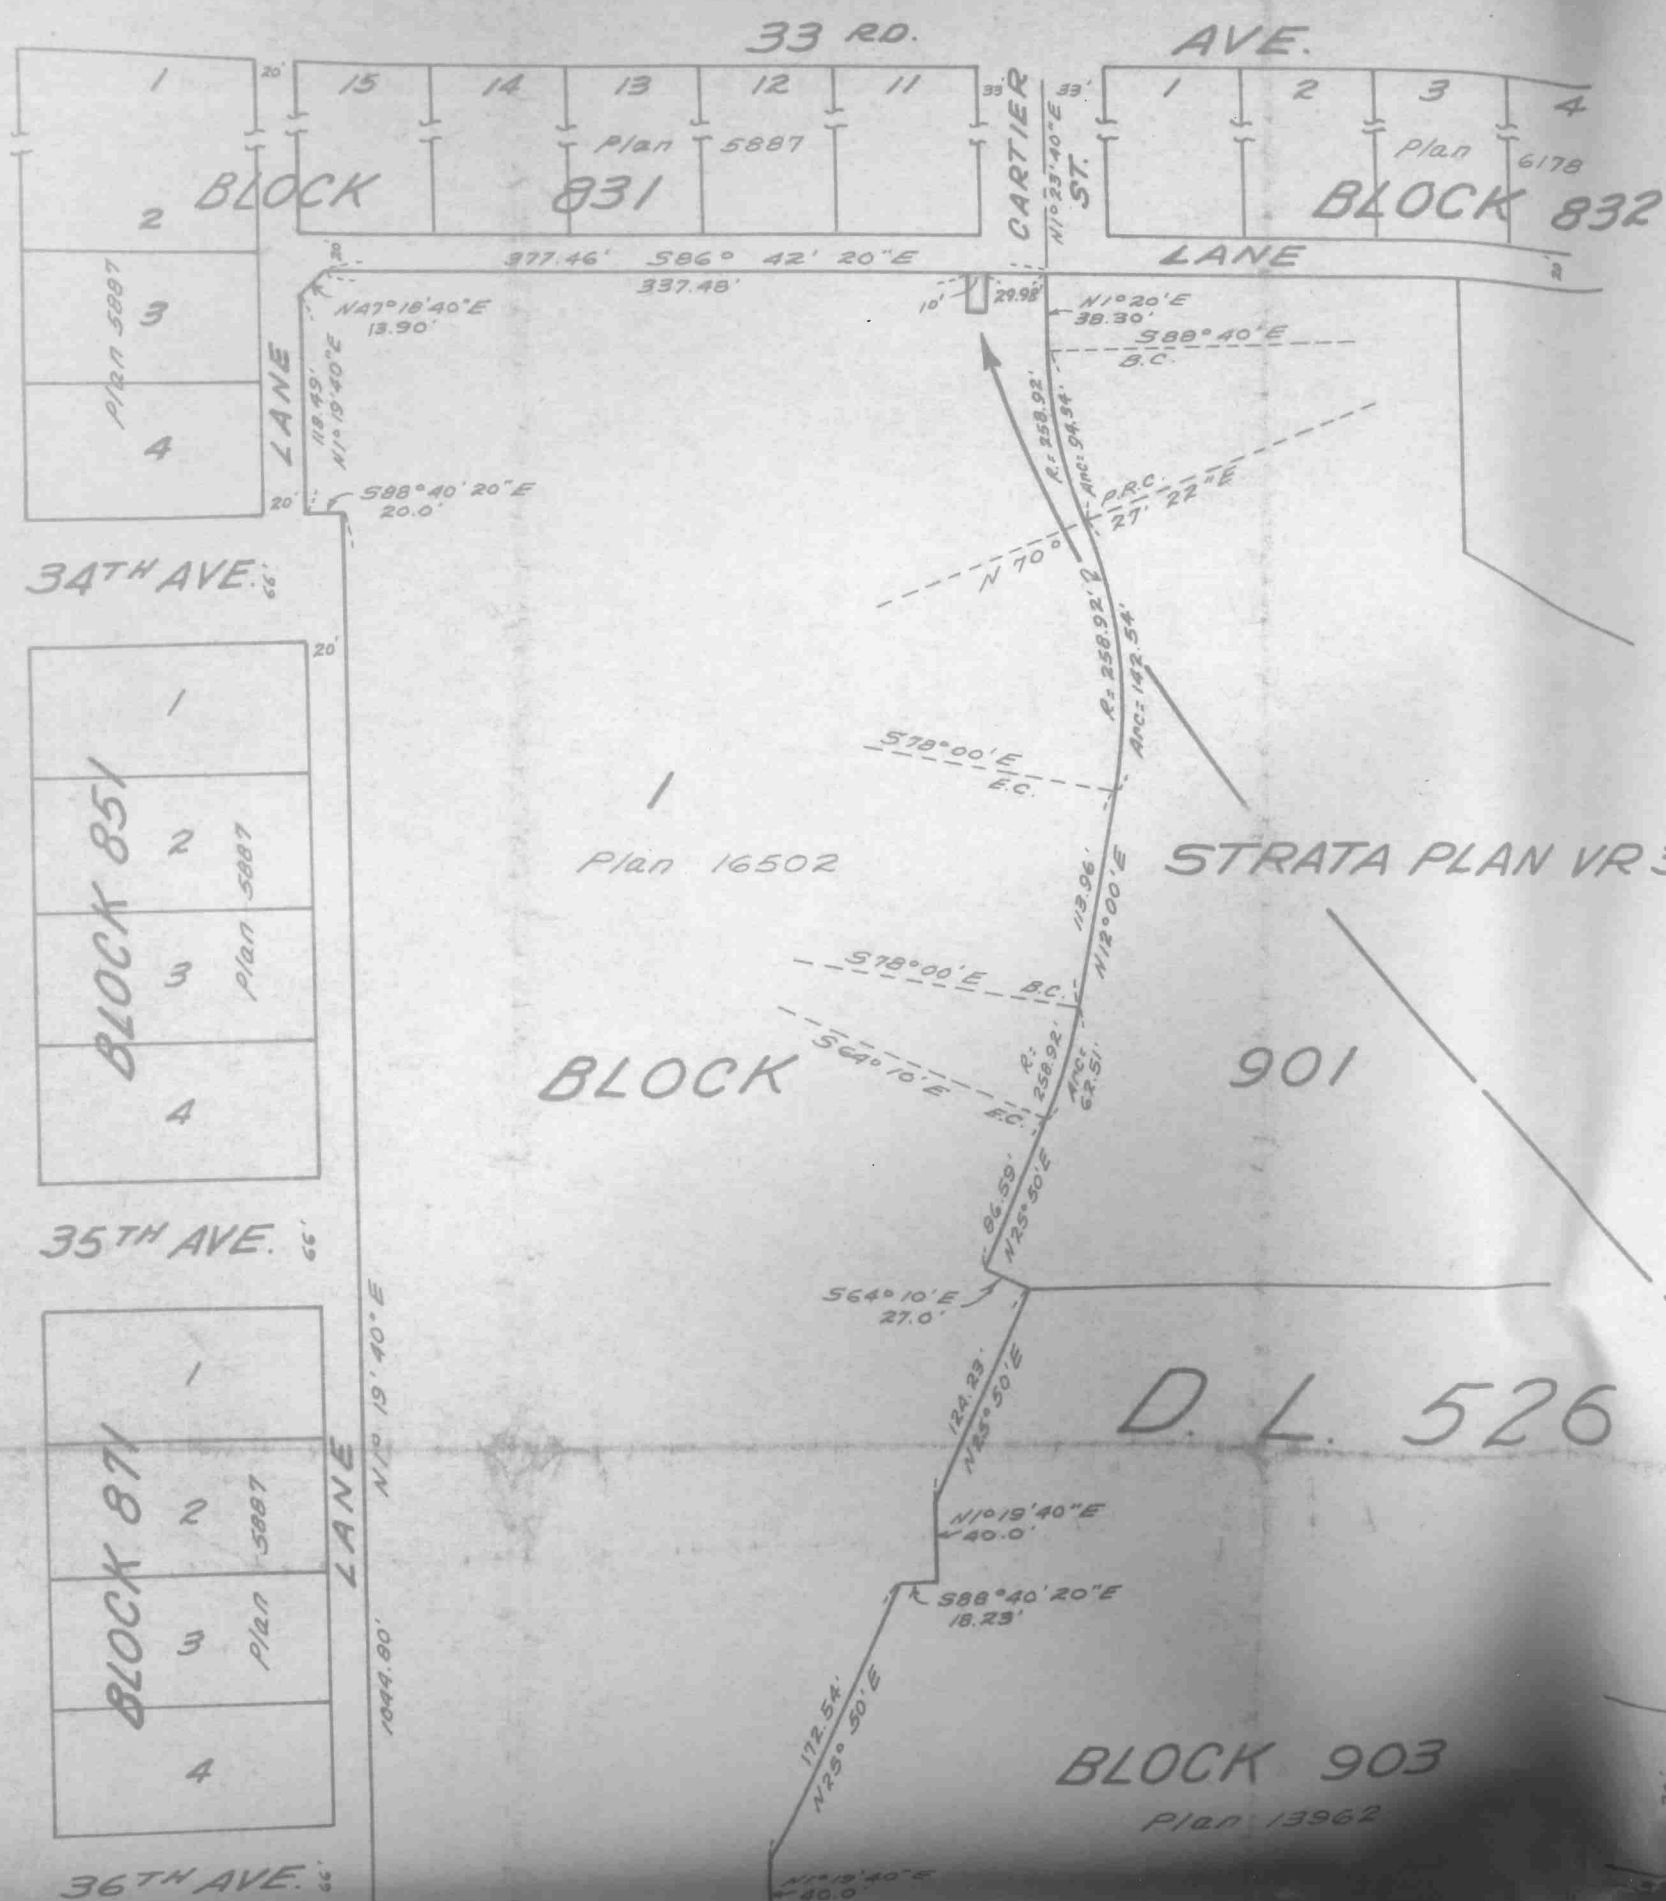 33 RD. AVE.
1
20'
15
14
13
12
11
33'
CARTIER ST.
N1°23'40"E
33'
1
2
3
4
Plan 5887
Plan 6178
BLOCK 831
BLOCK 832
2
3
4
Plan 5887
20'
377.46' S86° 42' 20"E
337.48'
LANE
20'
10'
29.98'
N47°18'40"E
13.90'
N1°20'E
38.30'
S88°40'E
B.C.
LANE
118.49'
N1°19'40"E
R= 258.92'
Arc= 94.54'
20'
S88°40'20"E
20.0'
P.R.C.
N 70° 27' 22"E
34TH AVE. 66'
20'
R= 258.92'
Arc= 142.54'
1
2
3
4
BLOCK 851
Plan 5887
S78°00'E
E.C.
1
Plan 16502
STRATA PLAN VR
113.96'
N12°00'E
S78°00'E
B.C.
S64°10'E
E.C.
R= 258.92'
Arc= 62.51'
BLOCK 901
86.59'
N25°50'E
35TH AVE. 66'
S64°10'E
27.0'
124.23'
N25°50'E
D. L. 526
1
2
3
4
BLOCK 871
Plan 5887
LANE
N1° 19' 40" E
1044.80'
N1°19'40"E
40.0'
S88°40'20"E
18.23'
172.54'
N25°50'E
BLOCK 903
Plan 13962
36TH AVE. 66'
N1°19'40"E
40.0'